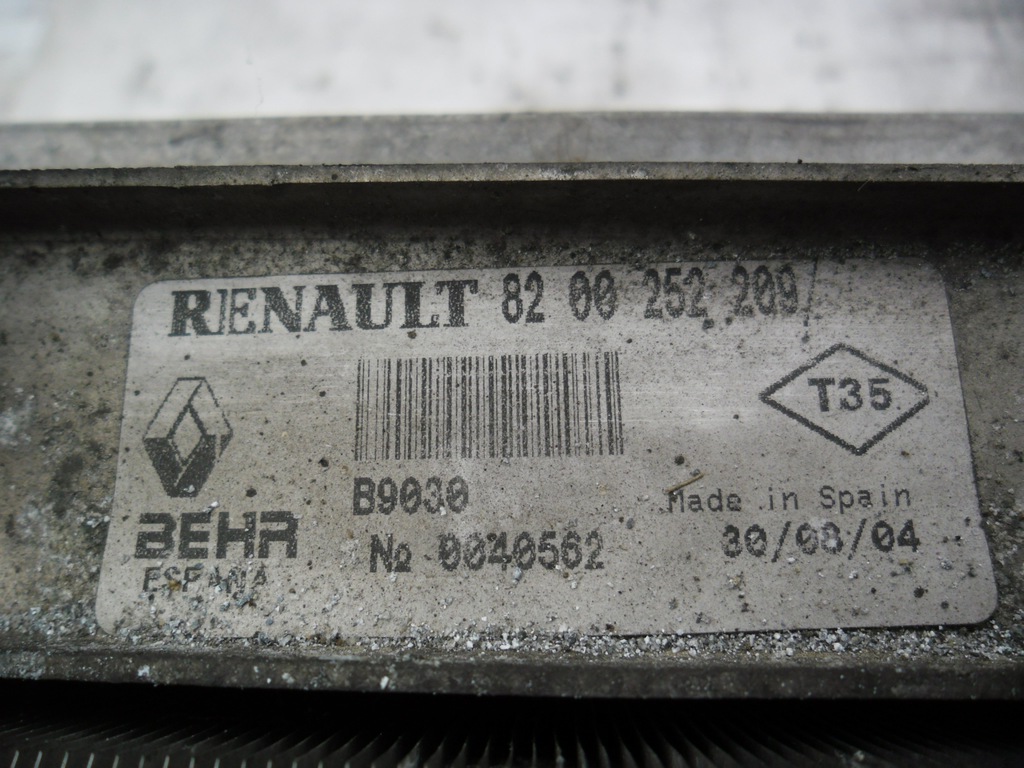 RENAULT 82 00 252 209/
T35
B9030
BEHR
ESPAÑA
Made in Spain
№ 0040562
30/08/04